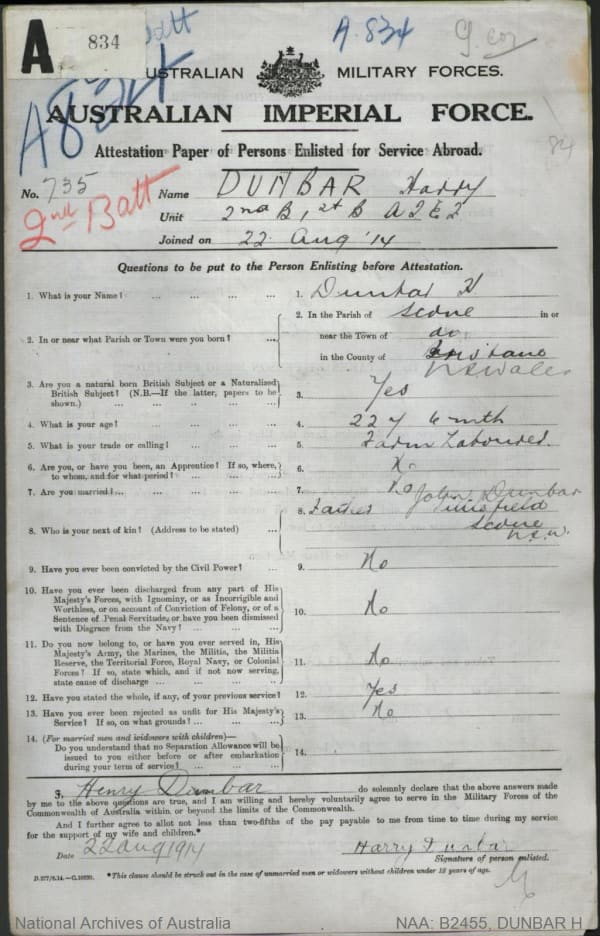 A 834
A.834
G. Coy
A834
84
AUSTRALIAN MILITARY FORCES.
AUSTRALIAN IMPERIAL FORCE.
Attestation Paper of Persons Enlisted for Service Abroad.
No. 735 Name DUNBAR Harry
2nd Batt
Unit 2nd B, 1st B A I E F
Joined on 22 Aug '14
Questions to be put to the Person Enlisting before Attestation.
1. What is your Name? ... ... ... ... 1. Dunbar H
2. In or near what Parish or Town were you born? ... 2. In the Parish of Scone in or
near the Town of do
in the County of Brisbane
N S Wales
3. Are you a natural born British Subject or a Naturalized
British Subject? (N.B.—If the latter, papers to be
shown.) ... ... ... ... 3. Yes
4. What is your age? ... ... ... ... 4. 22 y 6 mth
5. What is your trade or calling? ... ... ... 5. Farm Labourer
6. Are you, or have you been, an Apprentice? If so, where,
to whom, and for what period? ... ... ... 6. No
7. Are you married? ... ... ... ... 7. No
8. Who is your next of kin? (Address to be stated) ... 8. Father John Dunbar
Scone
N.S.W.
9. Have you ever been convicted by the Civil Power? ... 9. No
10. Have you ever been discharged from any part of His
Majesty's Forces, with Ignominy, or as Incorrigible and
Worthless, or on account of Conviction of Felony, or of a
Sentence of Penal Servitude, or have you been dismissed
with Disgrace from the Navy? ... ... ... 10. No
11. Do you now belong to, or have you ever served in, His
Majesty's Army, the Marines, the Militia, the Militia
Reserve, the Territorial Force, Royal Navy, or Colonial
Forces? If so, state which, and if not now serving,
state cause of discharge ... ... ... 11. No
12. Have you stated the whole, if any, of your previous service? 12. Yes
13. Have you ever been rejected as unfit for His Majesty's
Service? If so, on what grounds? ... ... ... 13. No
14. (For married men and widowers with children)—
Do you understand that no Separation Allowance will be
issued to you either before or after embarkation
during your term of service? ... ... ... 14.
I, Henry Dunbar do solemnly declare that the above answers made
by me to the above questions are true, and I am willing and hereby voluntarily agree to serve in the Military Forces of the
Commonwealth of Australia within or beyond the limits of the Commonwealth.
And I further agree to allot not less than two-fifths of the pay payable to me from time to time during my service
for the support of my wife and children.*
Date 22 Aug 1914 Harry Dunbar
Signature of person enlisted.
D.277/8.14.—C.10290. *This clause should be struck out in the case of unmarried men or widowers without children under 18 years of age.
National Archives of Australia NAA: B2455, DUNBAR H